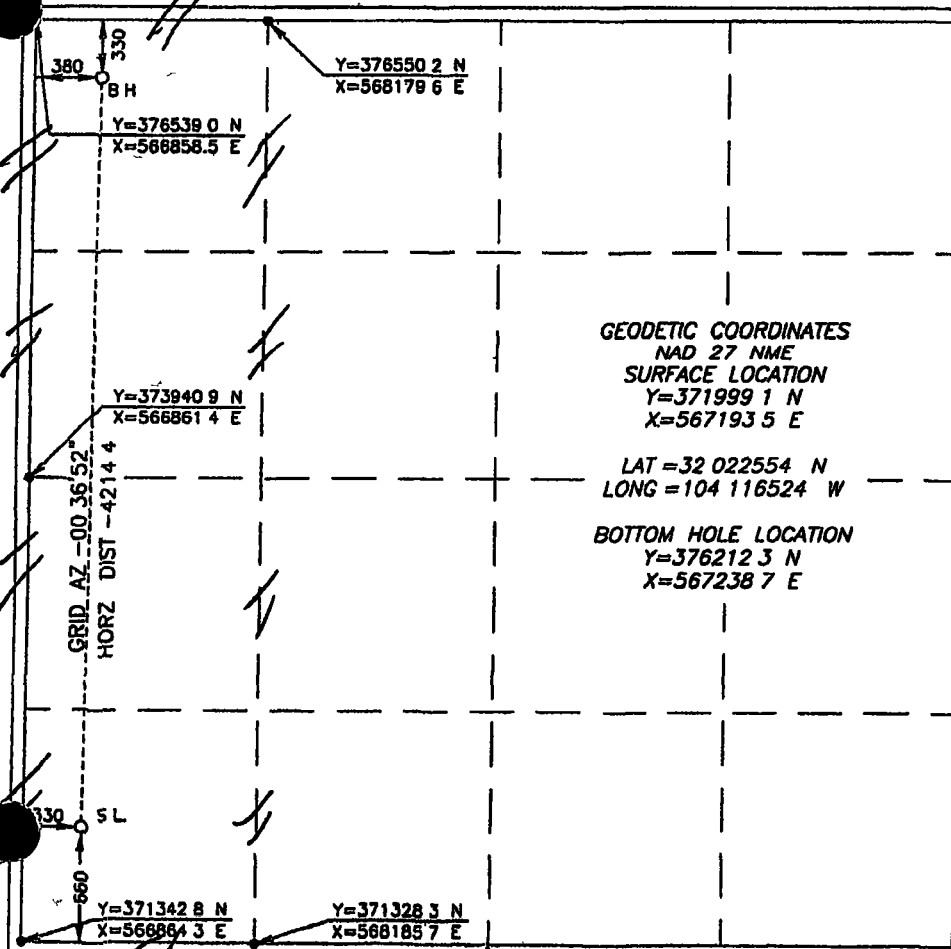 330
380
B H
Y=376550 2 N
X=568179 6 E
Y=376539 0 N
X=566858.5 E
GEODETIC COORDINATES
NAD 27 NME
SURFACE LOCATION
Y=371999 1 N
X=567193 5 E
Y=373940 9 N
X=566861 4 E
LAT =32 022554 N
LONG =104 116524 W
GRID AZ -00 36'52"
HORZ DIST -4214 4
BOTTOM HOLE LOCATION
Y=376212 3 N
X=567238 7 E
330
S L
660
Y=371342 8 N
X=566864 3 E
Y=371328 3 N
X=568185 7 E